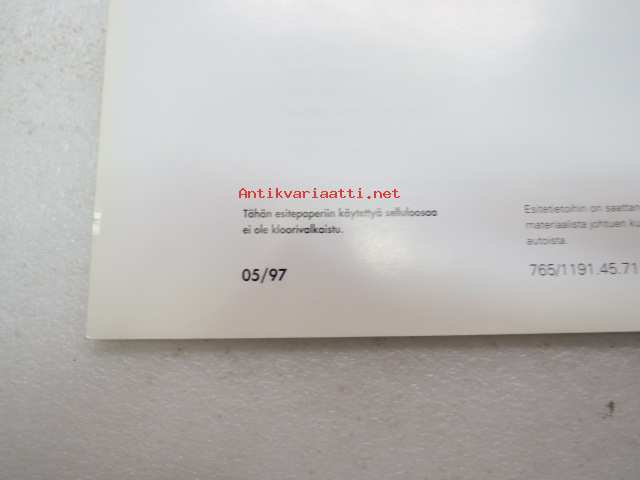 Antikvariaatti.net
Tähän esitepaperiin käytettyä selluloosaa
ei ole kloorivalkaistu.
05/97
Esitetietoihin on saattan
materiaalista johtuen ku
autoista.
765/1191.45.71